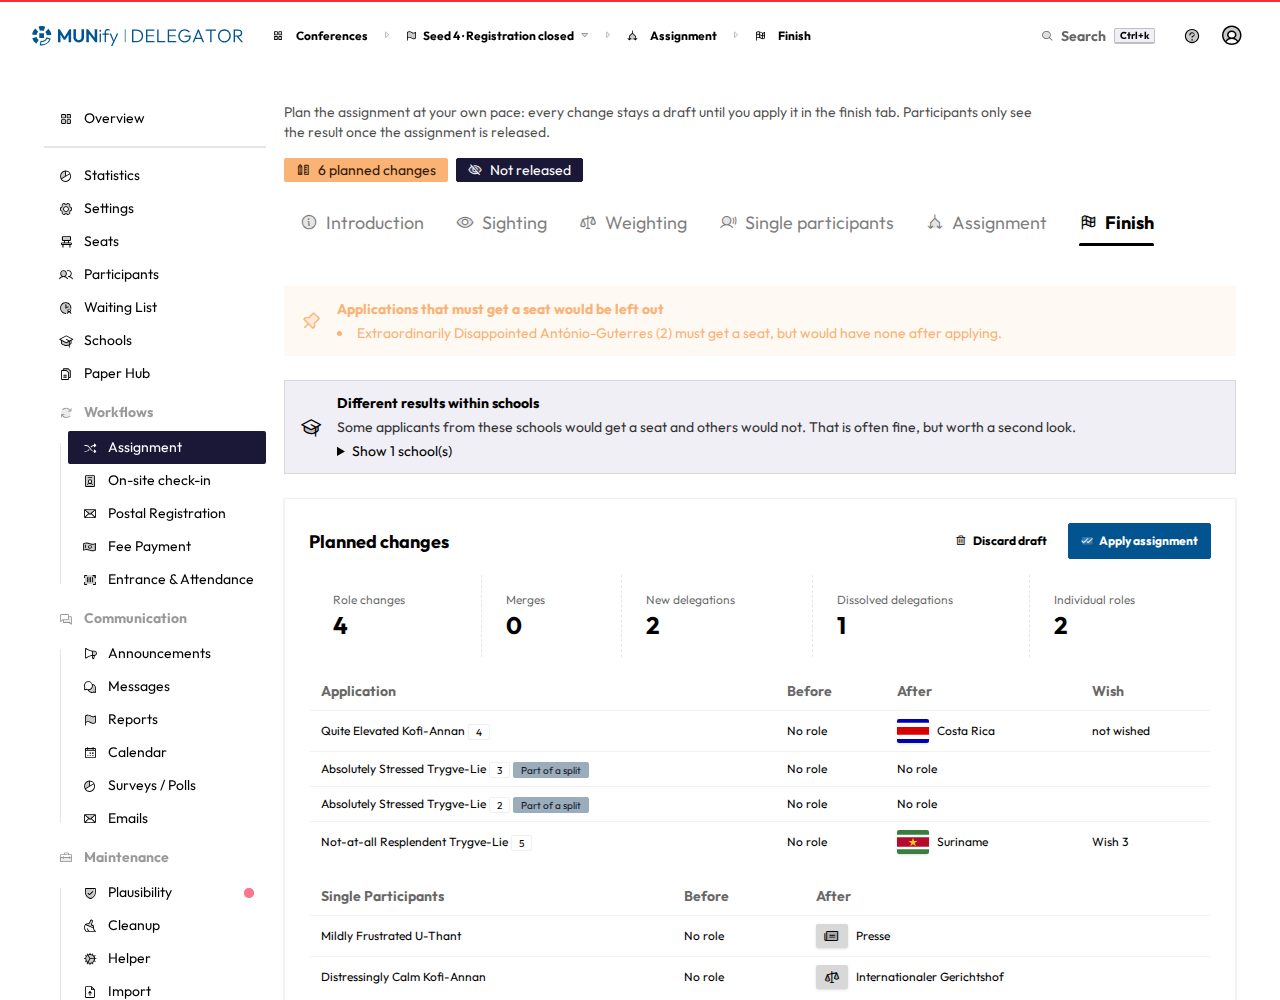 MUNify | DELEGATOR
Conferences
Seed 4 · Registration closed
Assignment
Finish
Search Ctrl+k
Overview
Statistics
Settings
Seats
Participants
Waiting List
Schools
Paper Hub
Workflows
Assignment
On-site check-in
Postal Registration
Fee Payment
Entrance & Attendance
Communication
Announcements
Messages
Reports
Calendar
Surveys / Polls
Emails
Maintenance
Plausibility
Cleanup
Helper
Import
Plan the assignment at your own pace: every change stays a draft until you apply it in the finish tab. Participants only see
the result once the assignment is released.
6 planned changes
Not released
Introduction
Sighting
Weighting
Single participants
Assignment
Finish
Applications that must get a seat would be left out
• Extraordinarily Disappointed António-Guterres (2) must get a seat, but would have none after applying.
Different results within schools
Some applicants from these schools would get a seat and others would not. That is often fine, but worth a second look.
Show 1 school(s)
Planned changes
Discard draft
Apply assignment
Role changes
4
Merges
0
New delegations
2
Dissolved delegations
1
Individual roles
2
Application Before After Wish
Quite Elevated Kofi-Annan 4 No role Costa Rica not wished
Absolutely Stressed Trygve-Lie 3 Part of a split No role No role
Absolutely Stressed Trygve-Lie 2 Part of a split No role No role
Not-at-all Resplendent Trygve-Lie 5 No role Suriname Wish 3
Single Participants Before After
Mildly Frustrated U-Thant No role Presse
Distressingly Calm Kofi-Annan No role Internationaler Gerichtshof